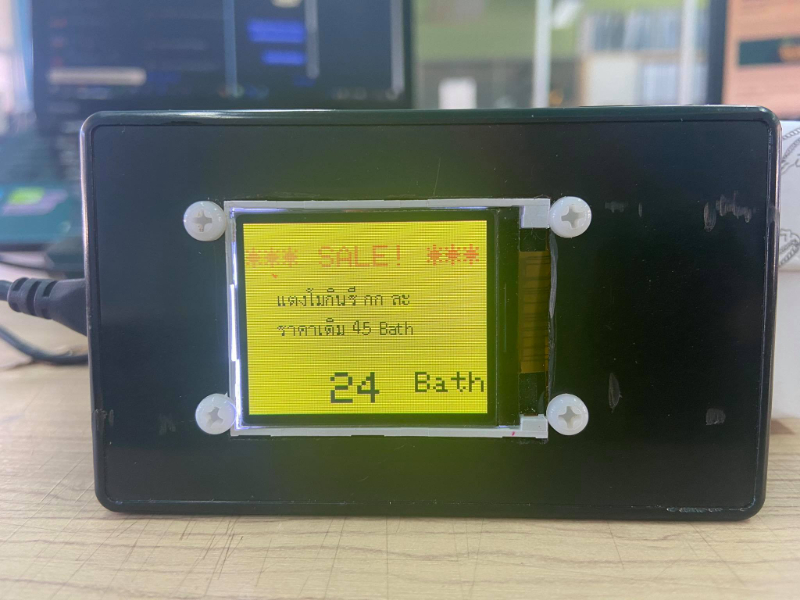 *** SALE! ***
แตงโมกินรี กก ละ
ราคาเดิม 45 Bath
24 Bath